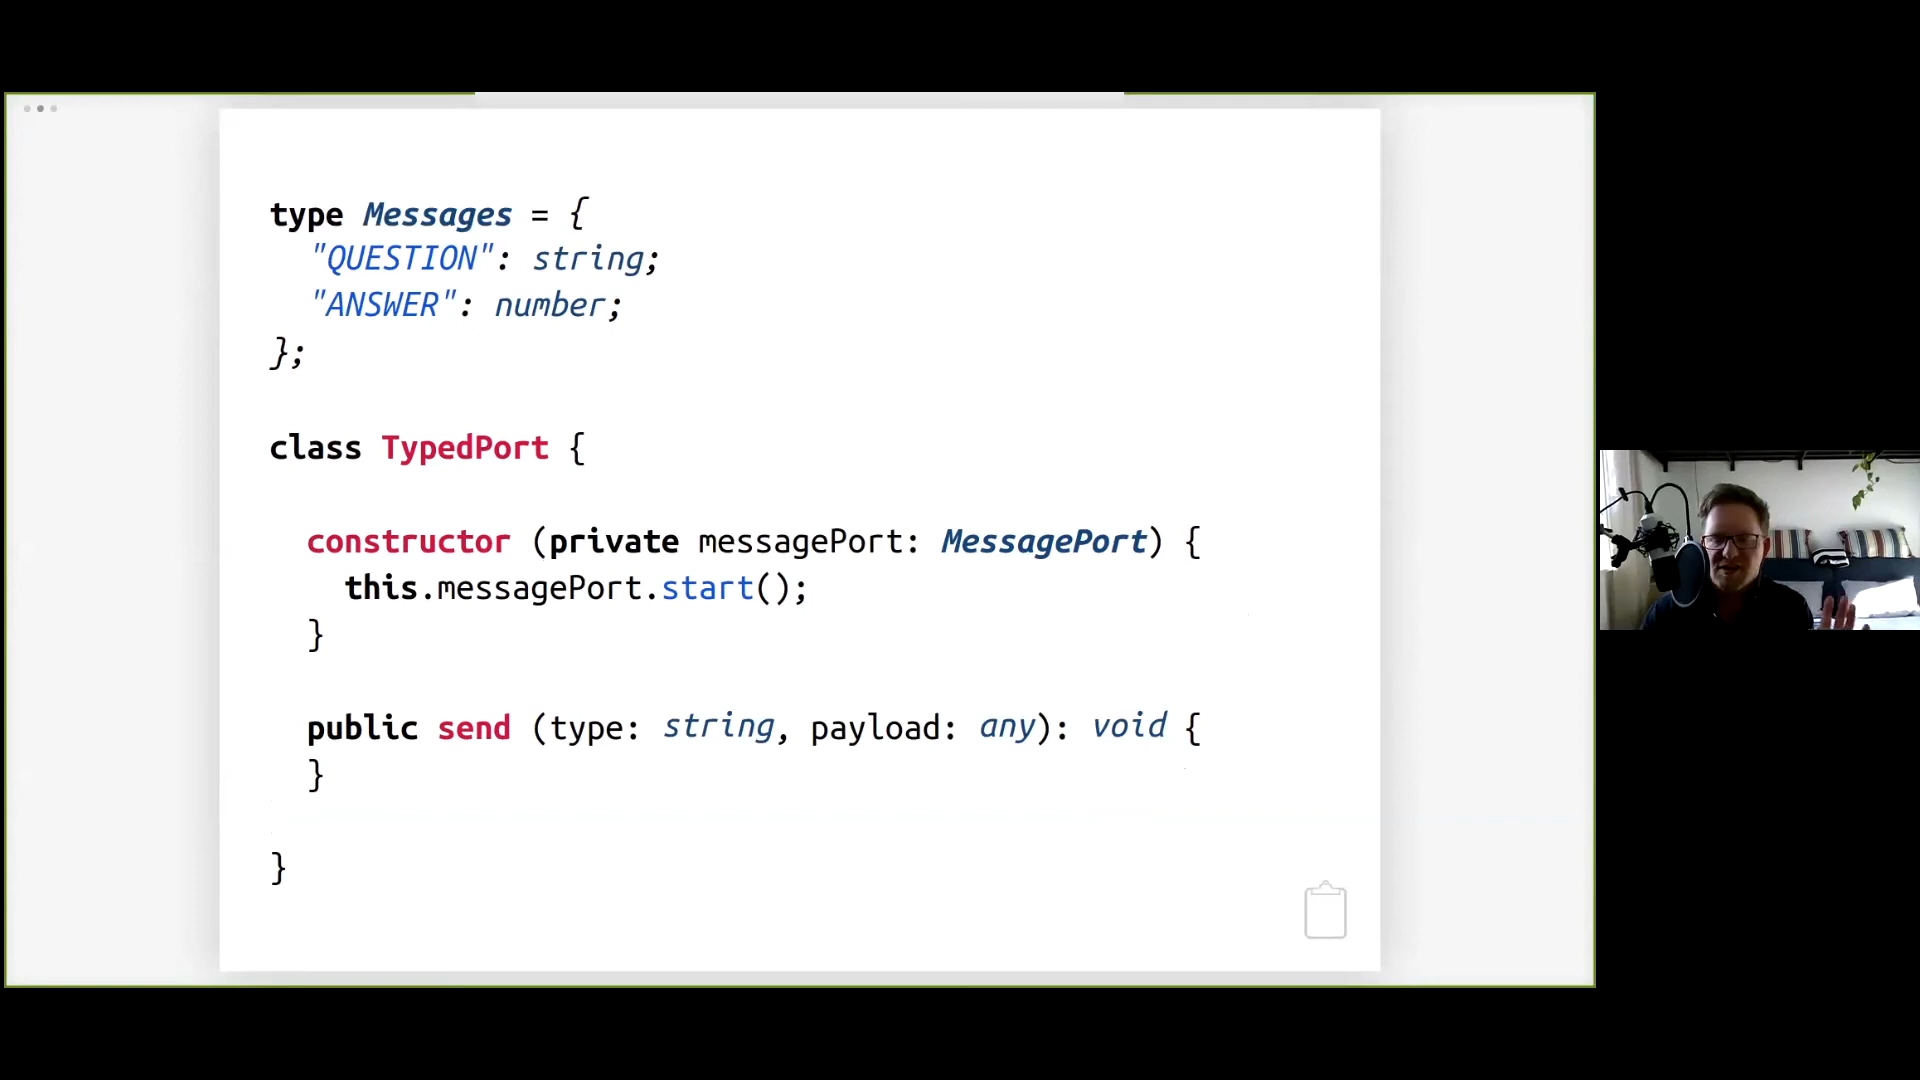 type Messages = {
"QUESTION": string;
"ANSWER": number;
};
class TypedPort {
constructor (private messagePort: MessagePort) {
this.messagePort.start();
}
public send (type: string, payload: any): void {
}
}